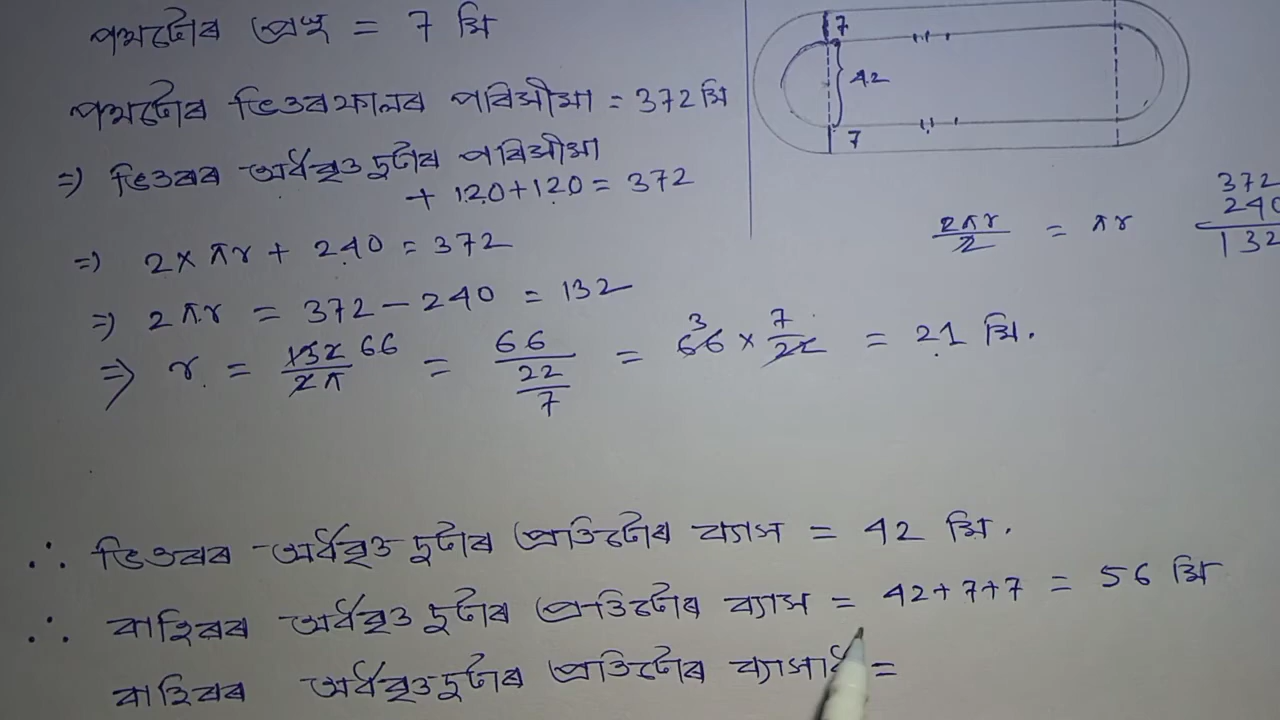 পথটোৰ প্ৰস্থ = 7 মি
পথটোৰ ভিতৰফালৰ পৰিসীমা = 372 মি
⇒ ভিতৰৰ অৰ্ধবৃত্ত দুটাৰ পৰিসীমা
+ 120 + 120 = 372
⇒ 2 × πr + 240 = 372
⇒ 2πr = 372 − 240 = 132
⇒ r = 132/2π 66 = 66/(22/7) = 66 3 × 7/22 = 21 মি.
∴ ভিতৰৰ অৰ্ধবৃত্ত দুটাৰ প্ৰতিটোৰ ব্যাস = 42 মি.
∴ বাহিৰৰ অৰ্ধবৃত্ত দুটাৰ প্ৰতিটোৰ ব্যাস = 42+7+7 = 56 মি
বাহিৰৰ অৰ্ধবৃত্ত দুটাৰ প্ৰতিটোৰ ব্যাসাৰ্ধ =
7
42
7
2πr/2 = πr
372
240
132